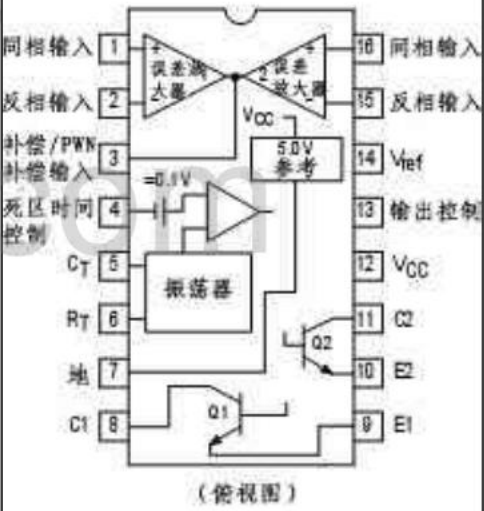 同相输入 1
反相输入 2
补偿/PWN
补偿输入 3
死区时间
控制 4
CT 5
RT 6
地 7
C1 8
16 同相输入
15 反相输入
14 Vref
13 输出控制
12 VCC
11 C2
10 E2
9 E1
+
误差放
大器
+
2 误差
放大器
-
VCC
5.0V
参考
=0.1V
振荡器
Q2
Q1
(俯视图)
com